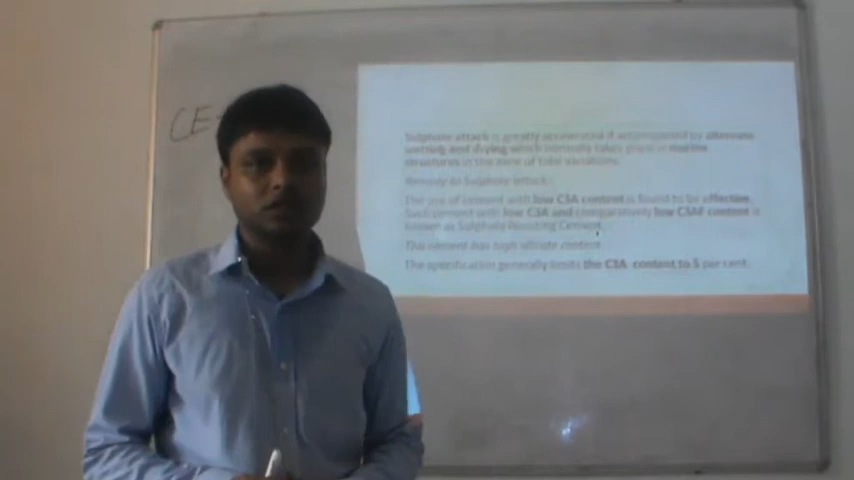 CE
Sulphate attack is greatly accelerated if accompanied by alternate
wetting and drying which normally takes place in marine
structures in the zone of tidal variations.
Remedy to Sulphate attack:
The use of cement with low C3A content is found to be effective.
Such cement with low C3A and comparatively low C3AF content is
known as Sulphate Resisting Cement.
This cement has high silicate content
The specification generally limits the C3A content to 5 per cent.